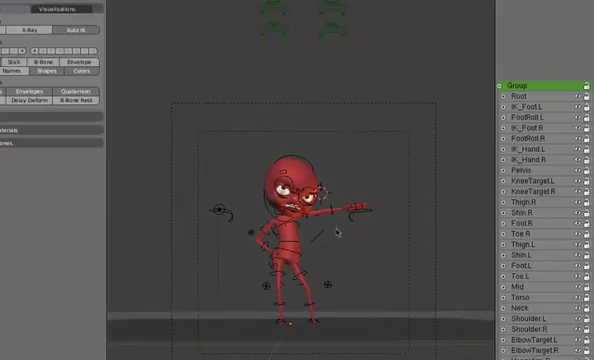 Visualisations
X-Ray
Auto IK
Stick
B-Bone
Envelope
Names
Shapes
Colors
Envelopes
Quaternion
Delay Deform
B-Bone Rest
Group
Root
IK_Foot.L
FootRoll.L
IK_Foot.R
FootRoll.R
IK_Hand.L
IK_Hand.R
Pelvis
KneeTarget.L
KneeTarget.R
Thigh.R
Shin.R
Foot.R
Toe.R
Thigh.L
Shin.L
Foot.L
Toe.L
Mid
Torso
Neck
Shoulder.L
Shoulder.R
ElbowTarget.L
ElbowTarget.R